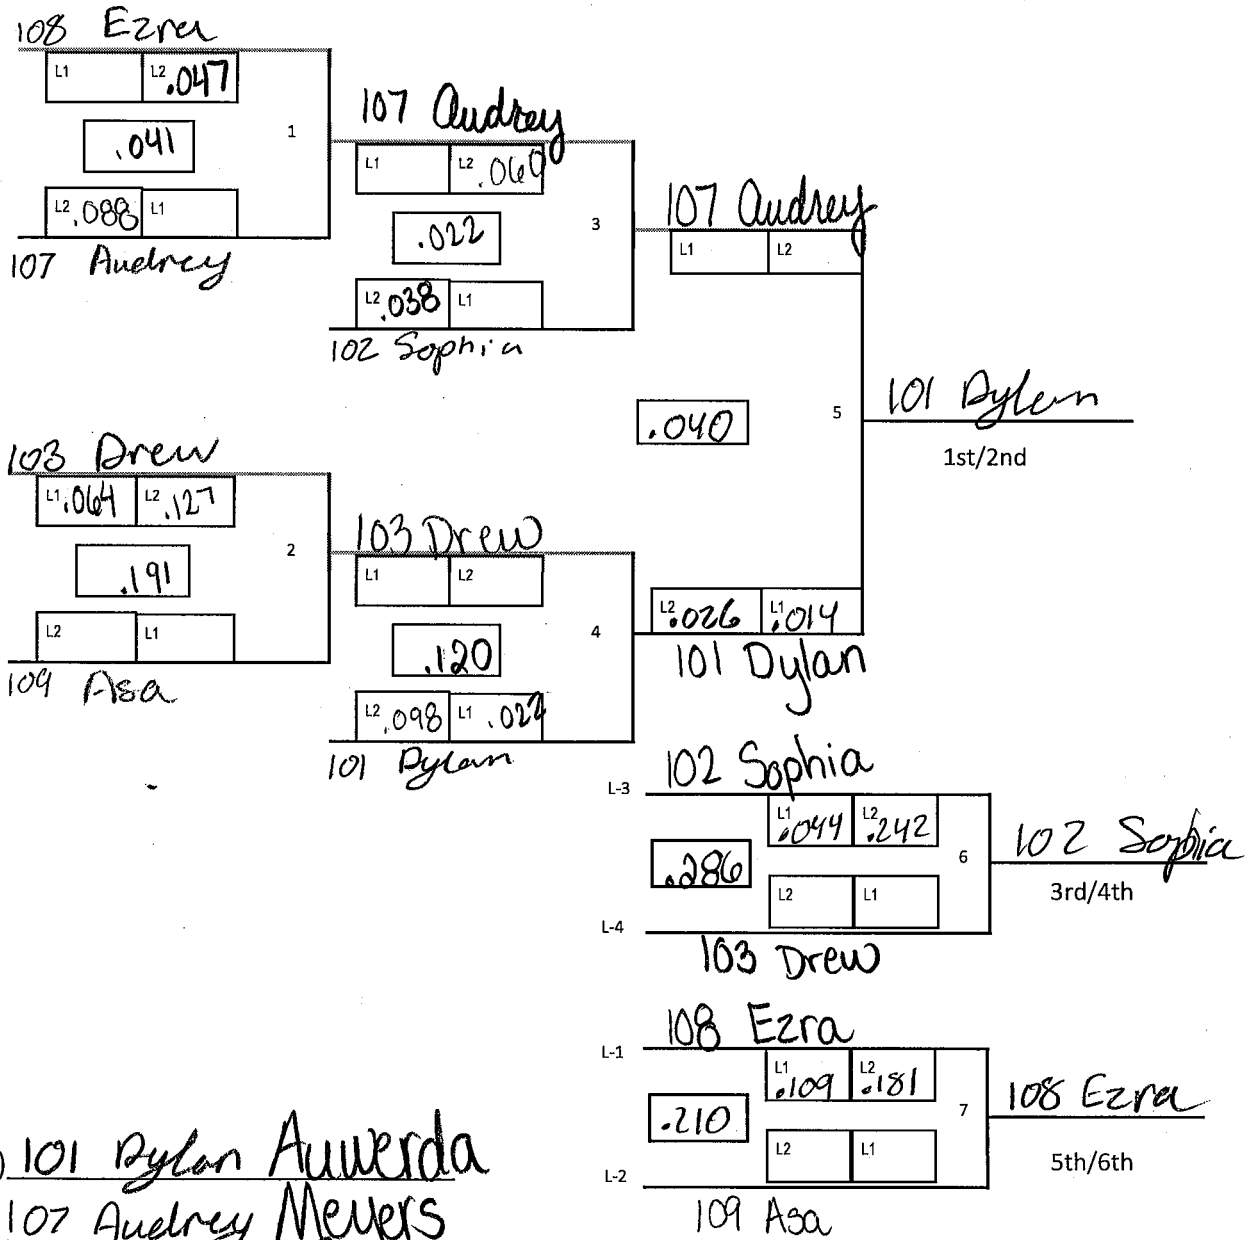 108 Ezra
L1 L2 .047
.041 1
L2 .088 L1
107 Audrey
107 Audrey
L1 L2 .060
.022 3
L2 .038 L1
102 Sophia
107 Audrey
L1 L2
.040 5
101 Dylan
1st/2nd
103 Drew
L1 .064 L2 .127
.191 2
L2 L1
109 Asa
103 Drew
L1 L2
.120 4
L2 .098 L1 .022
101 Dylan
L2 .026 L1 .014
101 Dylan
102 Sophia
L-3
L1 .044 L2 .242
.286 6
102 Sophia
3rd/4th
L2 L1
L-4
103 Drew
108 Ezra
L-1
L1 .109 L2 .181
.210 7
108 Ezra
5th/6th
L2 L1
L-2
109 Asa
101 Dylan Auwerda
107 Audrey Meyers